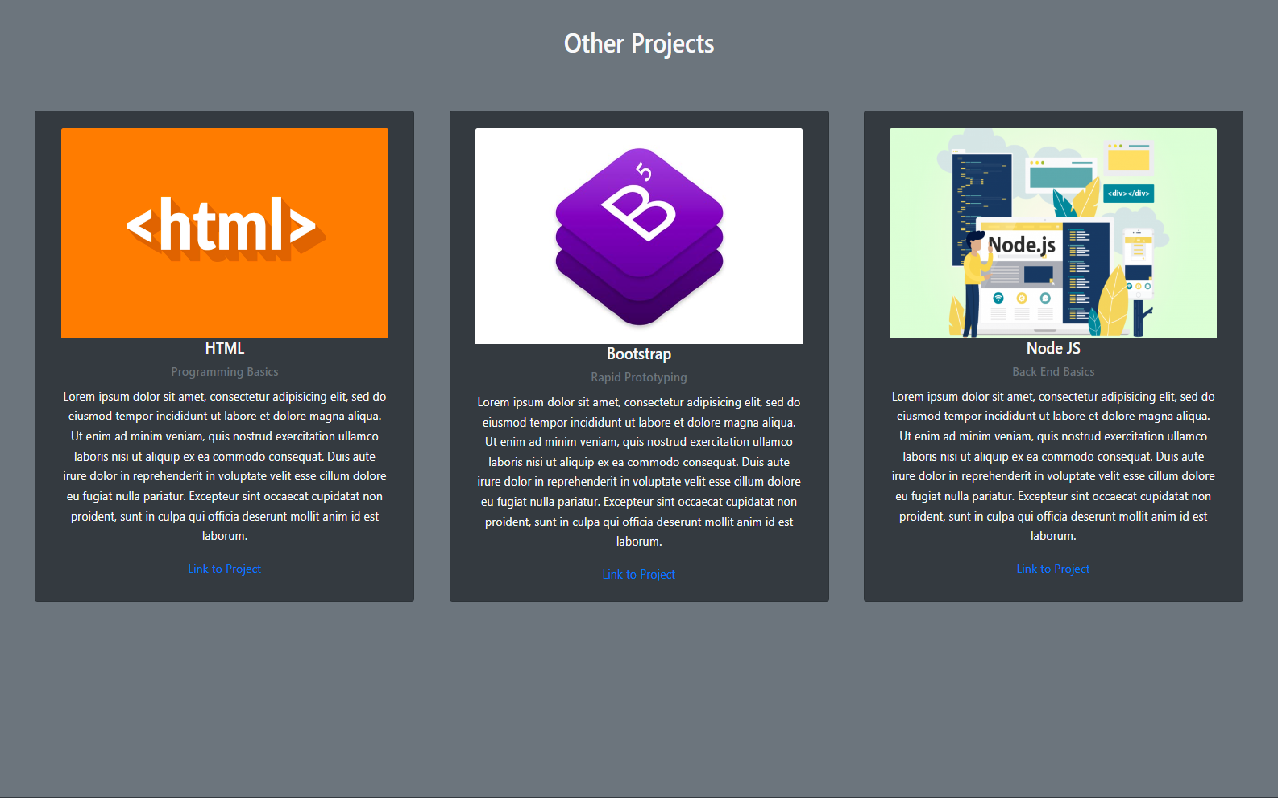 Other Projects
<html>
HTML
Programming Basics
Lorem ipsum dolor sit amet, consectetur adipisicing elit, sed do
eiusmod tempor incididunt ut labore et dolore magna aliqua.
Ut enim ad minim veniam, quis nostrud exercitation ullamco
laboris nisi ut aliquip ex ea commodo consequat. Duis aute
irure dolor in reprehenderit in voluptate velit esse cillum dolore
eu fugiat nulla pariatur. Excepteur sint occaecat cupidatat non
proident, sunt in culpa qui officia deserunt mollit anim id est
laborum.
Link to Project
B5
Bootstrap
Rapid Prototyping
Lorem ipsum dolor sit amet, consectetur adipisicing elit, sed do
eiusmod tempor incididunt ut labore et dolore magna aliqua.
Ut enim ad minim veniam, quis nostrud exercitation ullamco
laboris nisi ut aliquip ex ea commodo consequat. Duis aute
irure dolor in reprehenderit in voluptate velit esse cillum dolore
eu fugiat nulla pariatur. Excepteur sint occaecat cupidatat non
proident, sunt in culpa qui officia deserunt mollit anim id est
laborum.
Link to Project
<div></div>
Node.js
Node JS
Back End Basics
Lorem ipsum dolor sit amet, consectetur adipisicing elit, sed do
eiusmod tempor incididunt ut labore et dolore magna aliqua.
Ut enim ad minim veniam, quis nostrud exercitation ullamco
laboris nisi ut aliquip ex ea commodo consequat. Duis aute
irure dolor in reprehenderit in voluptate velit esse cillum dolore
eu fugiat nulla pariatur. Excepteur sint occaecat cupidatat non
proident, sunt in culpa qui officia deserunt mollit anim id est
laborum.
Link to Project